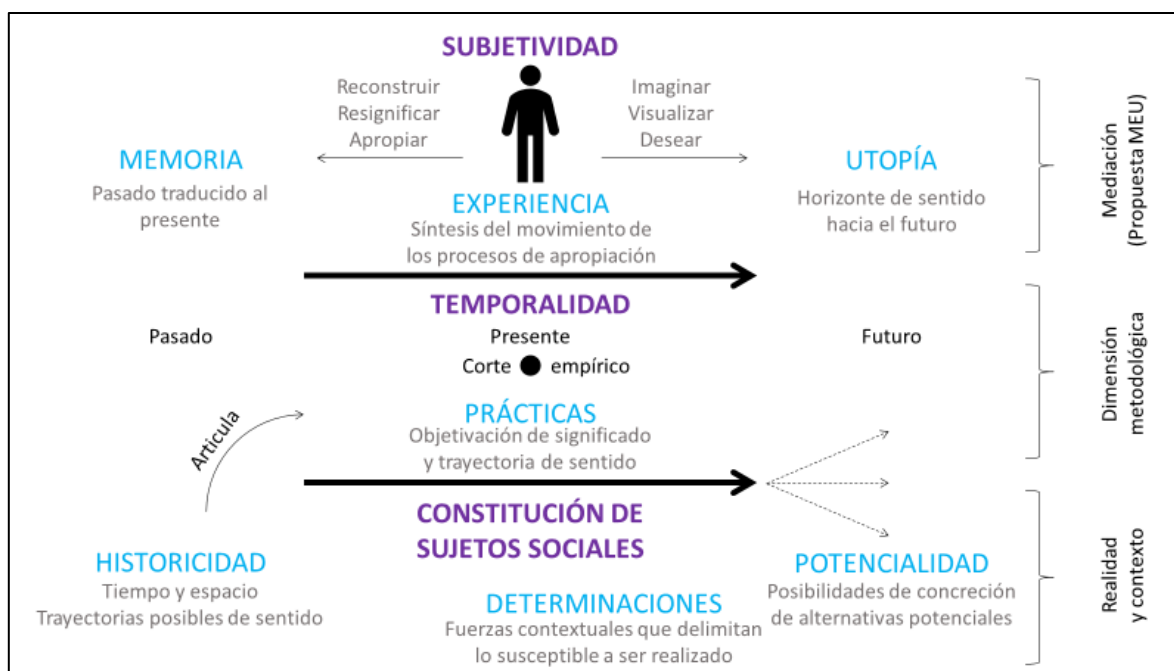 SUBJETIVIDAD
Reconstruir
Resignificar
Apropiar
Imaginar
Visualizar
Desear
MEMORIA
Pasado traducido al
presente
EXPERIENCIA
Síntesis del movimiento de
los procesos de apropiación
UTOPÍA
Horizonte de sentido
hacia el futuro
Mediación
(Propuesta MEU)
TEMPORALIDAD
Pasado
Presente
Futuro
Corte empírico
Dimensión
metodológica
PRÁCTICAS
Objetivación de significado
y trayectoria de sentido
Articula
CONSTITUCIÓN DE
SUJETOS SOCIALES
HISTORICIDAD
Tiempo y espacio
Trayectorias posibles de sentido
DETERMINACIONES
Fuerzas contextuales que delimitan
lo susceptible a ser realizado
POTENCIALIDAD
Posibilidades de concreción
de alternativas potenciales
Realidad
y contexto